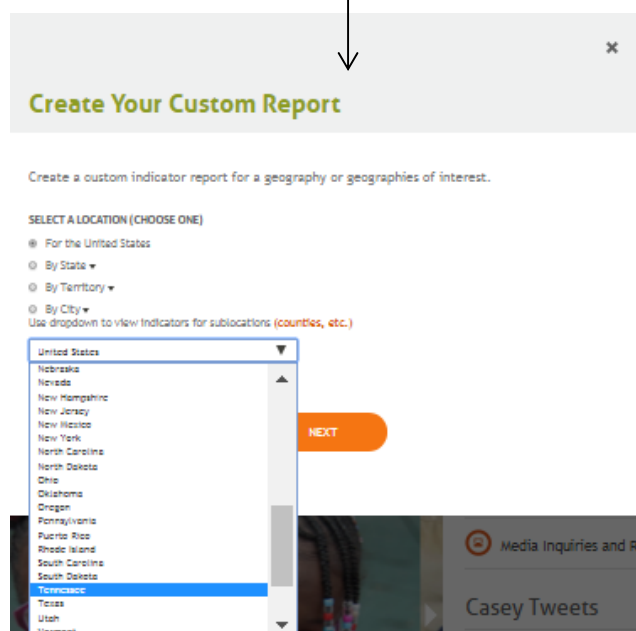 Create Your Custom Report
Create a custom indicator report for a geography or geographies of interest.
SELECT A LOCATION (CHOOSE ONE)
For the United States
By State
By Territory
By City
Use dropdown to view indicators for sublocations (counties, etc.)
United States
Nebraska
Nevada
New Hampshire
New Jersey
New Mexico
New York
North Carolina
North Dakota
Ohio
Oklahoma
Oregon
Pennsylvania
Puerto Rico
Rhode Island
South Carolina
South Dakota
Tennessee
Texas
Utah
NEXT
Media Inquiries and R
Casey Tweets